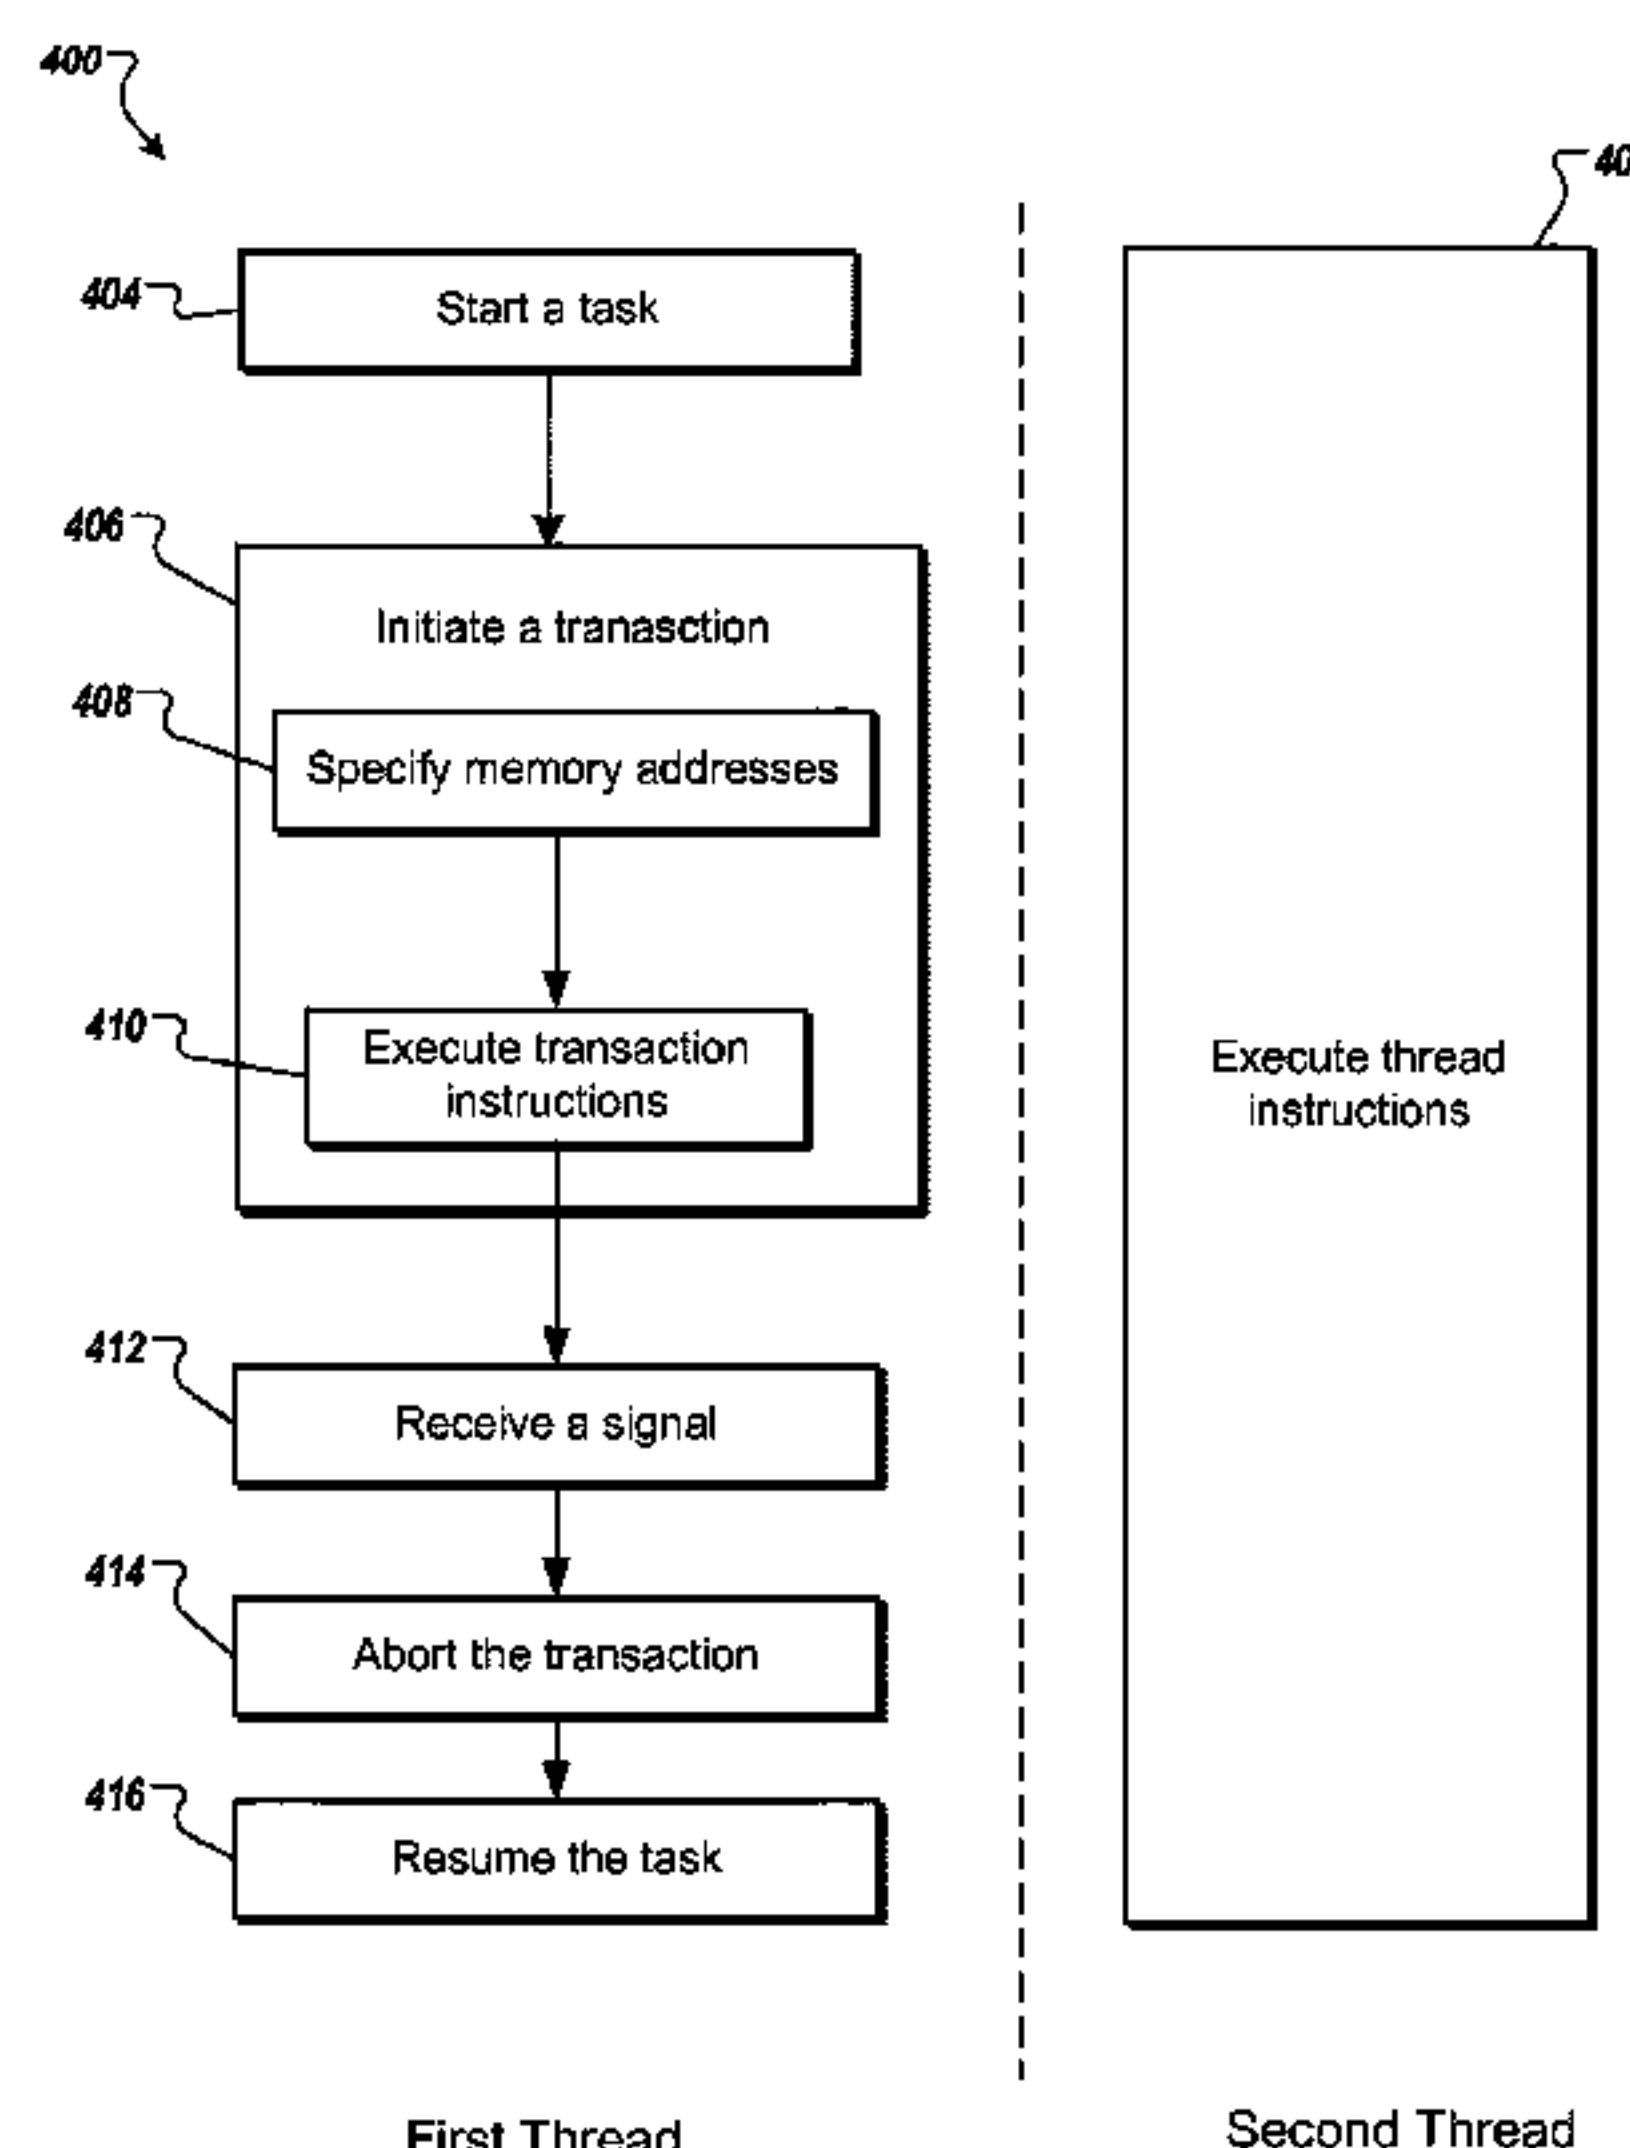 400
404
Start a task
406
Initiate a tranasction
408
Specify memory addresses
410
Execute transaction
instructions
412
Receive a signal
414
Abort the transaction
416
Resume the task
First Thread
Execute thread
instructions
Second Thread